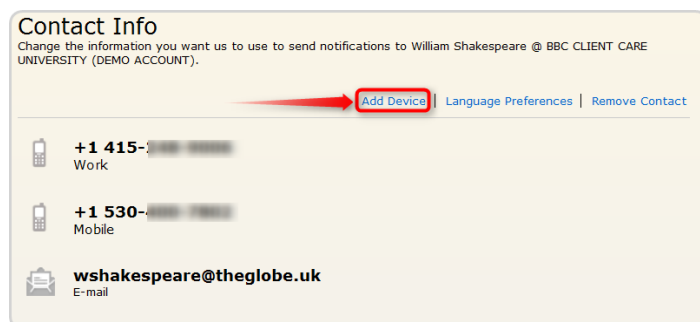 Contact Info
Change the information you want us to use to send notifications to William Shakespeare @ BBC CLIENT CARE
UNIVERSITY (DEMO ACCOUNT).
Add Device | Language Preferences | Remove Contact
+1 415-
Work
+1 530-
Mobile
wshakespeare@theglobe.uk
E-mail